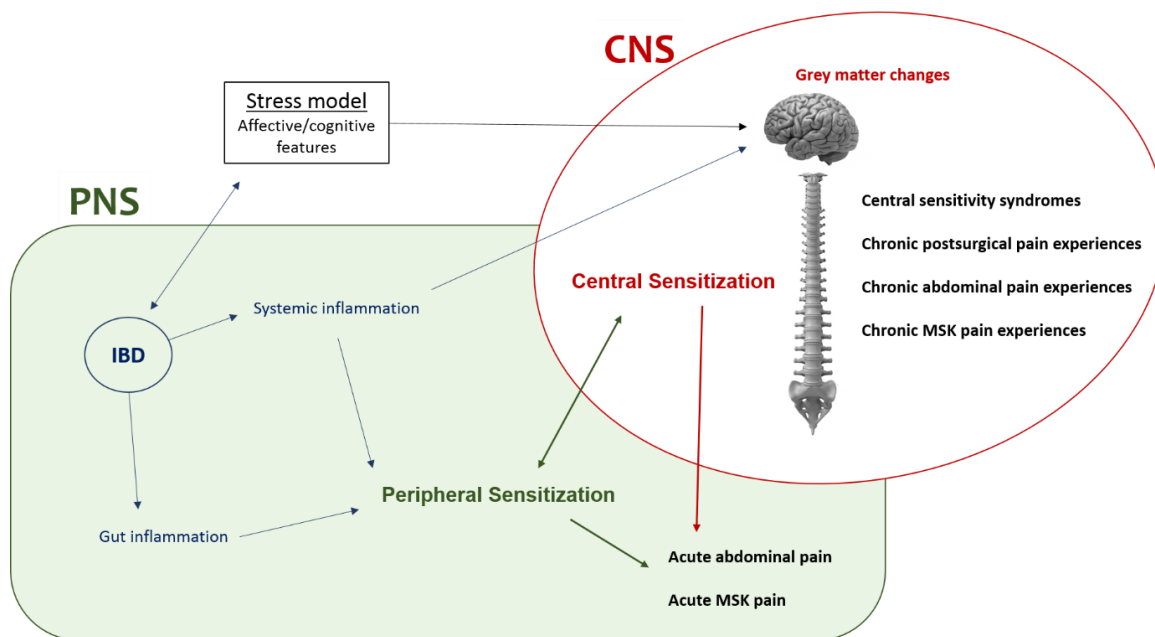 CNS
Grey matter changes
Stress model
Affective/cognitive
features
PNS
Central sensitivity syndromes
Chronic postsurgical pain experiences
Central Sensitization
Chronic abdominal pain experiences
Systemic inflammation
Chronic MSK pain experiences
IBD
Peripheral Sensitization
Gut inflammation
Acute abdominal pain
Acute MSK pain